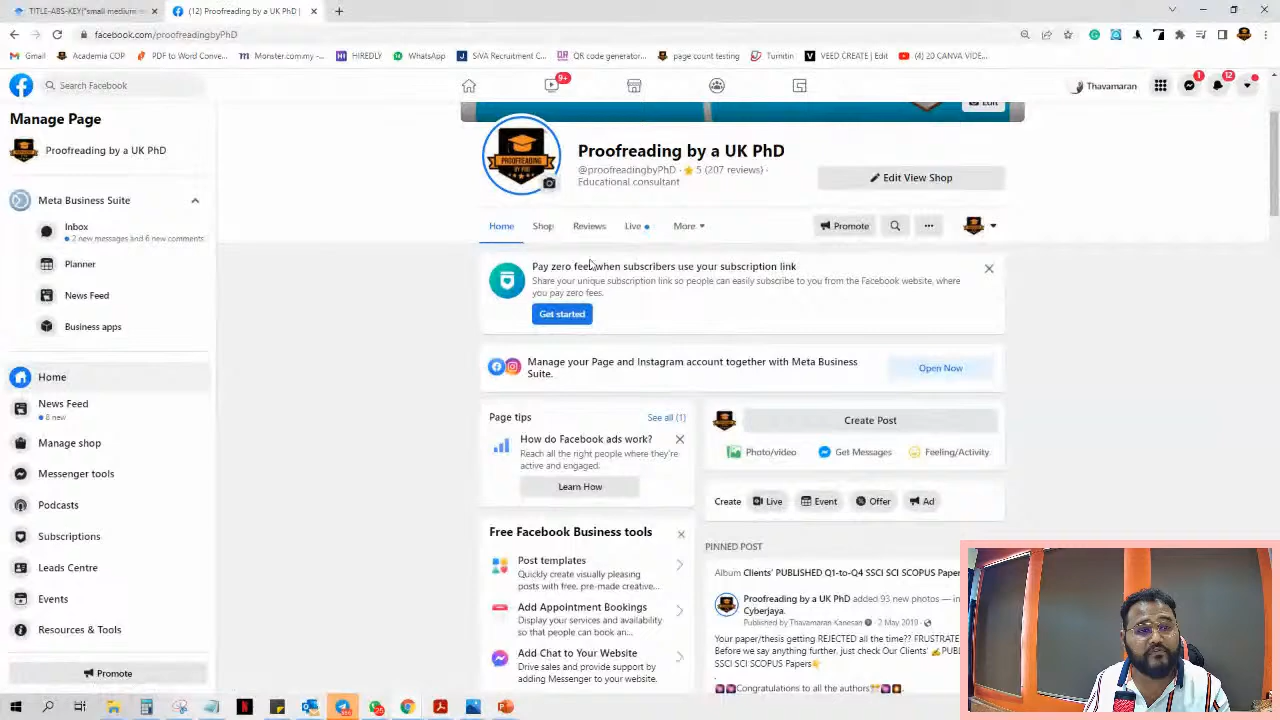 TITLE-ABS-KEY("small medium
(12) Proofreading by a UK PhD |
facebook.com/proofreadingbyPhD
Gmail
Academia COP
PDF to Word Conve...
Monster.com.my -...
HIREDLY
WhatsApp
SiVA Recruitment C...
QR code generator...
page count testing
Turnitin
VEED CREATE | Edit
(4) 20 CANVA VIDE...
Search Facebook
9+
Thavamaran
1
12
Manage Page
Proofreading by a UK PhD
Meta Business Suite
Inbox
2 new messages and 6 new comments
Planner
News Feed
Business apps
Home
News Feed
8 new
Manage shop
Messenger tools
Podcasts
Subscriptions
Leads Centre
Events
Resources & Tools
Promote
Edit
PROOFREADING
BY PHD
Proofreading by a UK PhD
@proofreadingbyPhD · 5 (207 reviews) ·
Educational consultant
Edit View Shop
Home
Shop
Reviews
Live
More
Promote
Pay zero fees when subscribers use your subscription link
Share your unique subscription link so people can easily subscribe to you from the Facebook website, where
you pay zero fees.
Get started
Manage your Page and Instagram account together with Meta Business
Suite.
Open Now
Page tips
See all (1)
How do Facebook ads work?
Reach all the right people where they're
active and engaged.
Learn How
Free Facebook Business tools
Post templates
Quickly create visually pleasing
posts with free, pre-made creative...
Add Appointment Bookings
Display your services and availability
so that people can book an...
Add Chat to Your Website
Drive sales and provide support by
adding Messenger to your website.
Create Post
Photo/video
Get Messages
Feeling/Activity
Create
Live
Event
Offer
Ad
PINNED POST
Album Clients' PUBLISHED Q1-to-Q4 SSCI SCI SCOPUS Paper
Proofreading by a UK PhD added 93 new photos — in
Cyberjaya.
Published by Thavamaran Kanesan · 2 May 2019 ·
Your paper/thesis getting REJECTED all the time?? FRUSTRATE
Before we say anything further, just check Our Clients' PUBL
SSCI SCI SCOPUS Papers
.
Congratulations to all the authors